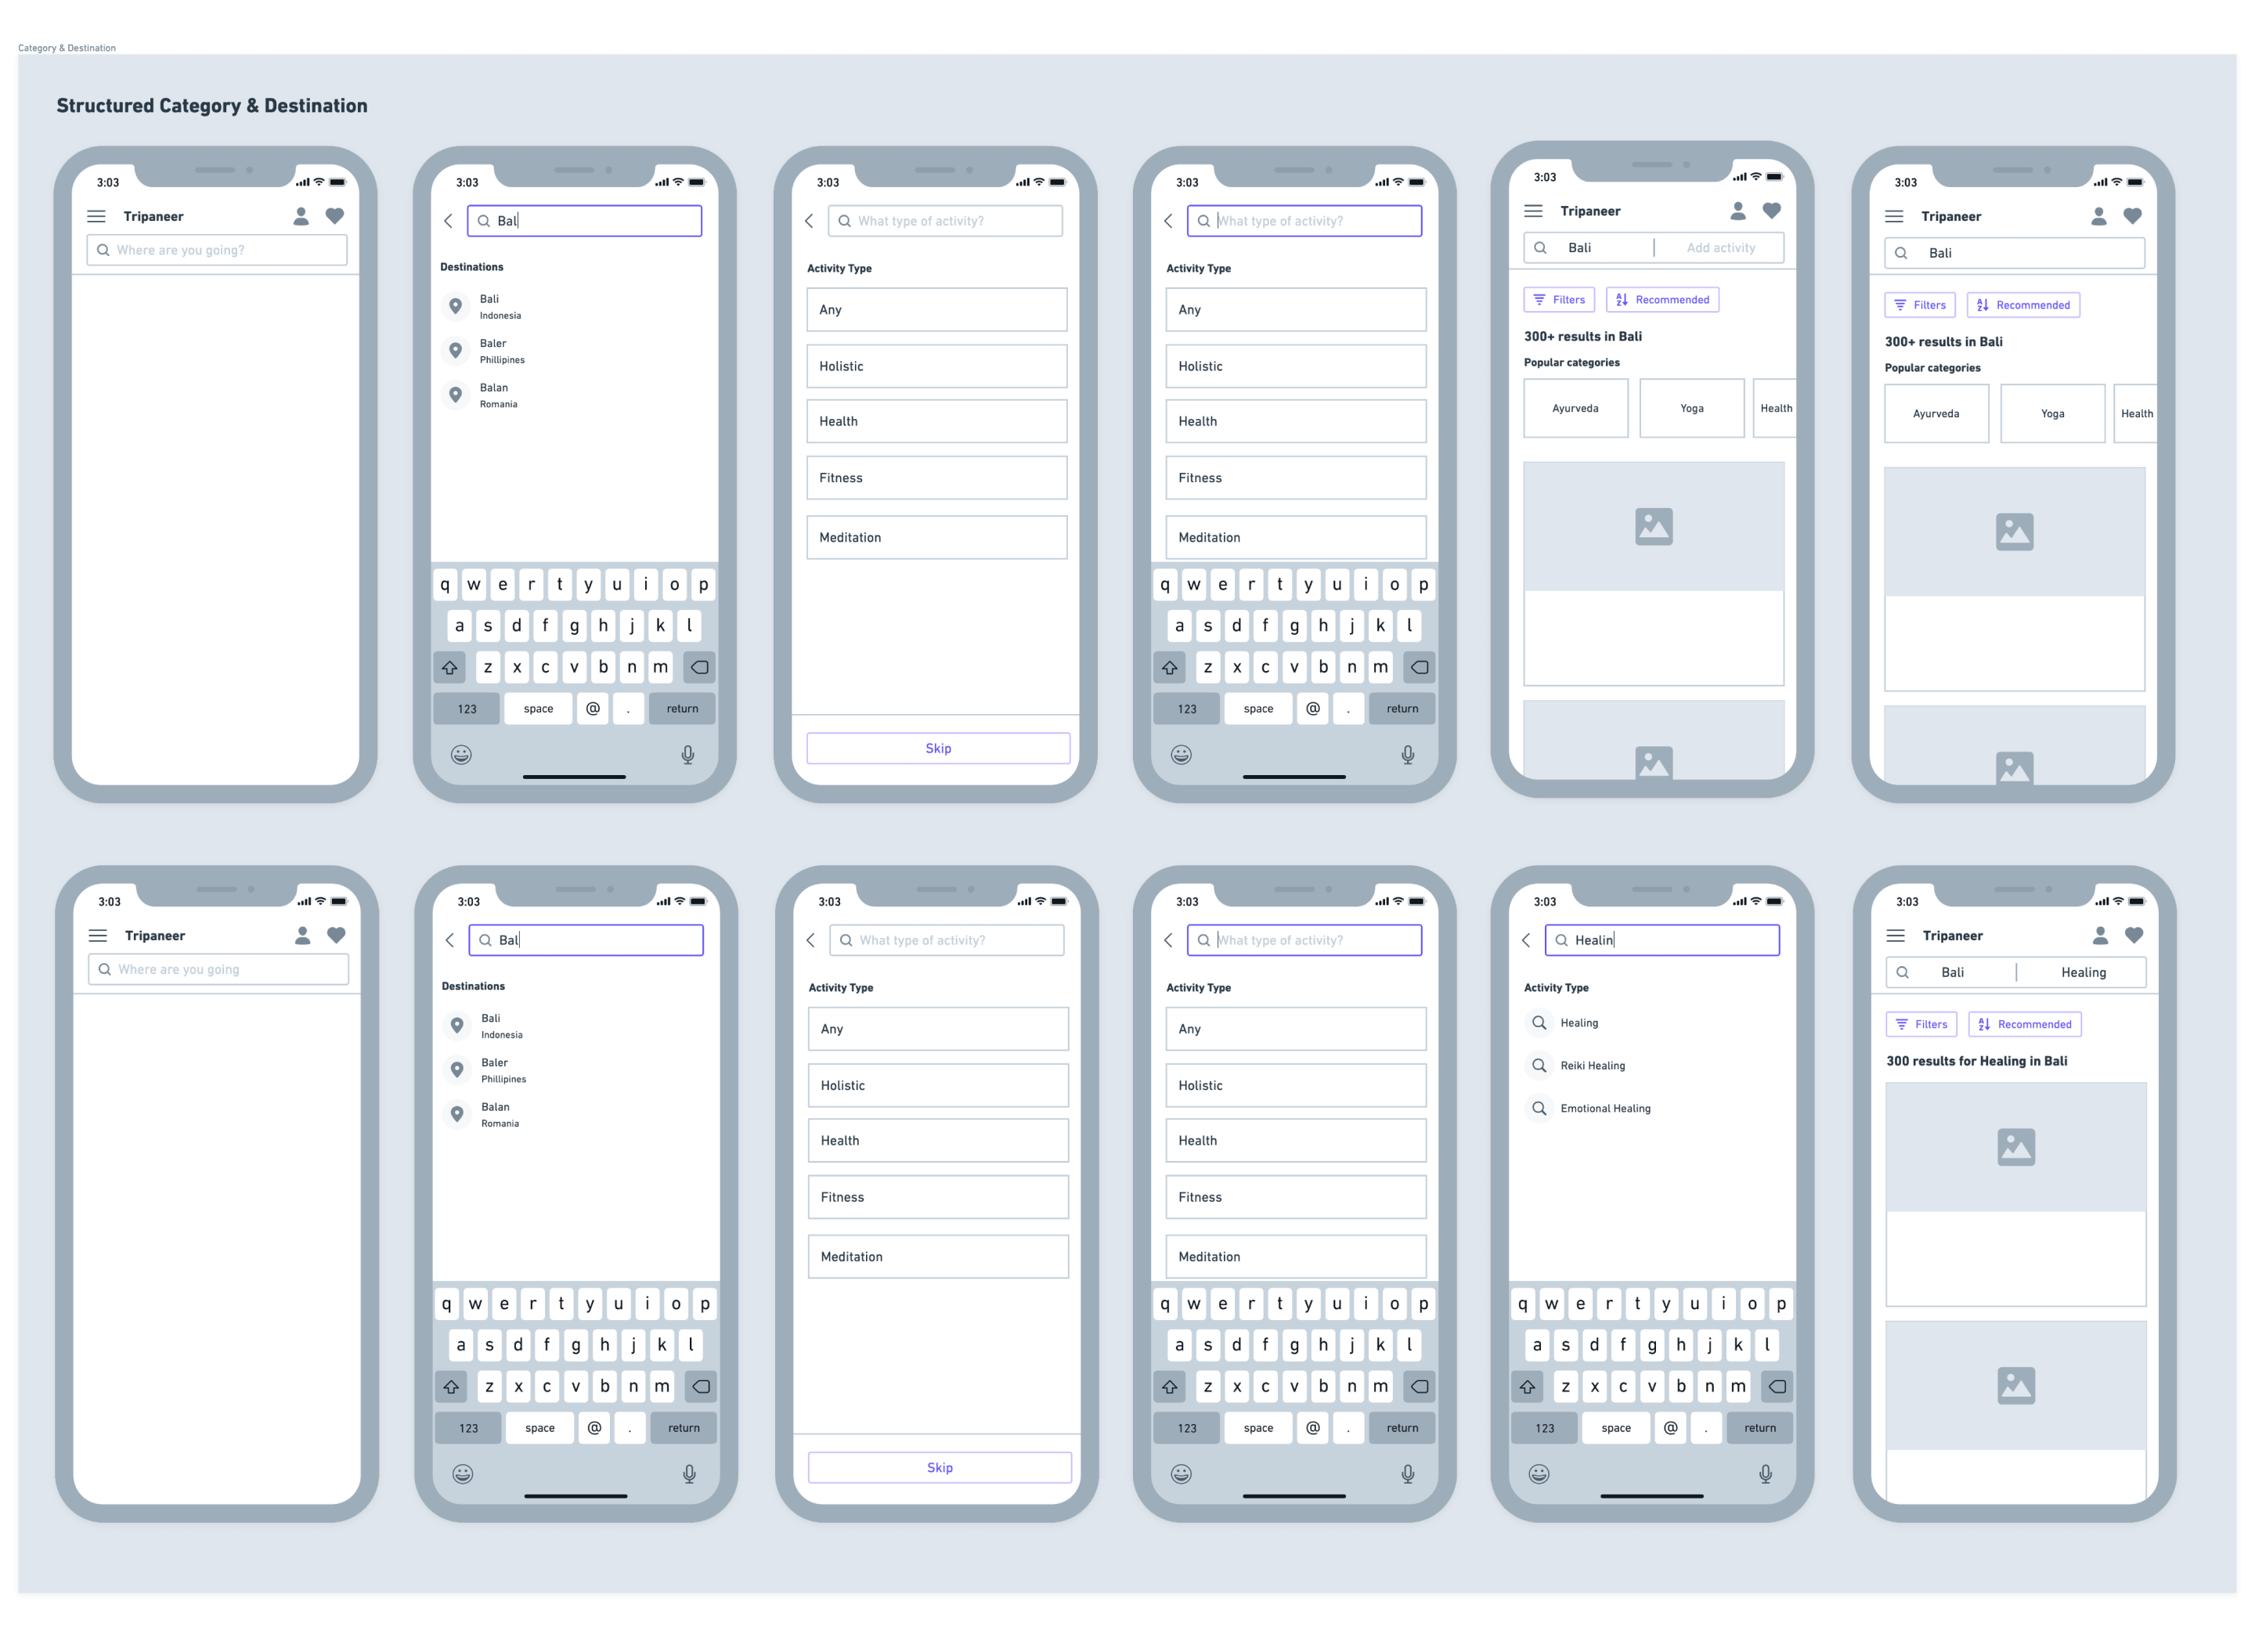 Category & Destination
Structured Category & Destination
3:03
Tripaneer
Where are you going?
3:03
Bal
Destinations
Bali
Indonesia
Baler
Phillipines
Balan
Romania
q w e r t y u i o p
a s d f g h j k l
z x c v b n m
123 space @ . return
3:03
What type of activity?
Activity Type
Any
Holistic
Health
Fitness
Meditation
Skip
3:03
What type of activity?
Activity Type
Any
Holistic
Health
Fitness
Meditation
q w e r t y u i o p
a s d f g h j k l
z x c v b n m
123 space @ . return
3:03
Tripaneer
Bali Add activity
Filters Recommended
300+ results in Bali
Popular categories
Ayurveda Yoga Health
3:03
Tripaneer
Bali
Filters Recommended
300+ results in Bali
Popular categories
Ayurveda Yoga Health
3:03
Tripaneer
Where are you going
3:03
Bal
Destinations
Bali
Indonesia
Baler
Phillipines
Balan
Romania
q w e r t y u i o p
a s d f g h j k l
z x c v b n m
123 space @ . return
3:03
What type of activity?
Activity Type
Any
Holistic
Health
Fitness
Meditation
Skip
3:03
What type of activity?
Activity Type
Any
Holistic
Health
Fitness
Meditation
q w e r t y u i o p
a s d f g h j k l
z x c v b n m
123 space @ . return
3:03
Healin
Activity Type
Healing
Reiki Healing
Emotional Healing
q w e r t y u i o p
a s d f g h j k l
z x c v b n m
123 space @ . return
3:03
Tripaneer
Bali Healing
Filters Recommended
300 results for Healing in Bali